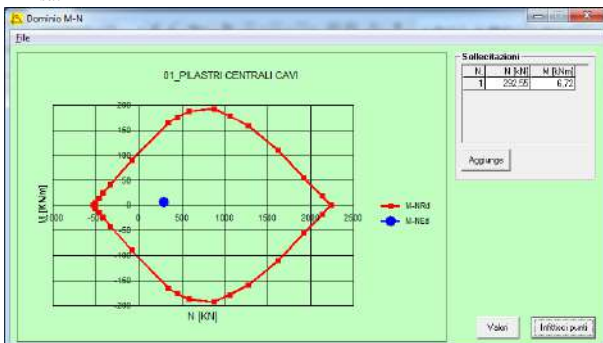 Dominio M-N
File
01_PILASTRI CENTRALI CAVI
200
150
100
50
0
-1000 -500 0 500 1000 1500 2000 2500
-50
-100
-150
-200
M [KN/m]
N [KN]
M-NRd
M-NEd
Sollecitazioni
N. N [kN] M [kNm]
1 292,55 6,72
Aggiungi
Valori Infittisci punti